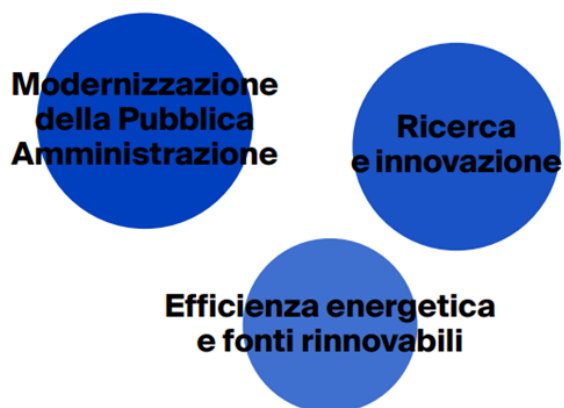 Modernizzazione
della Pubblica
Amministrazione
Ricerca
e innovazione
Efficienza energetica
e fonti rinnovabili